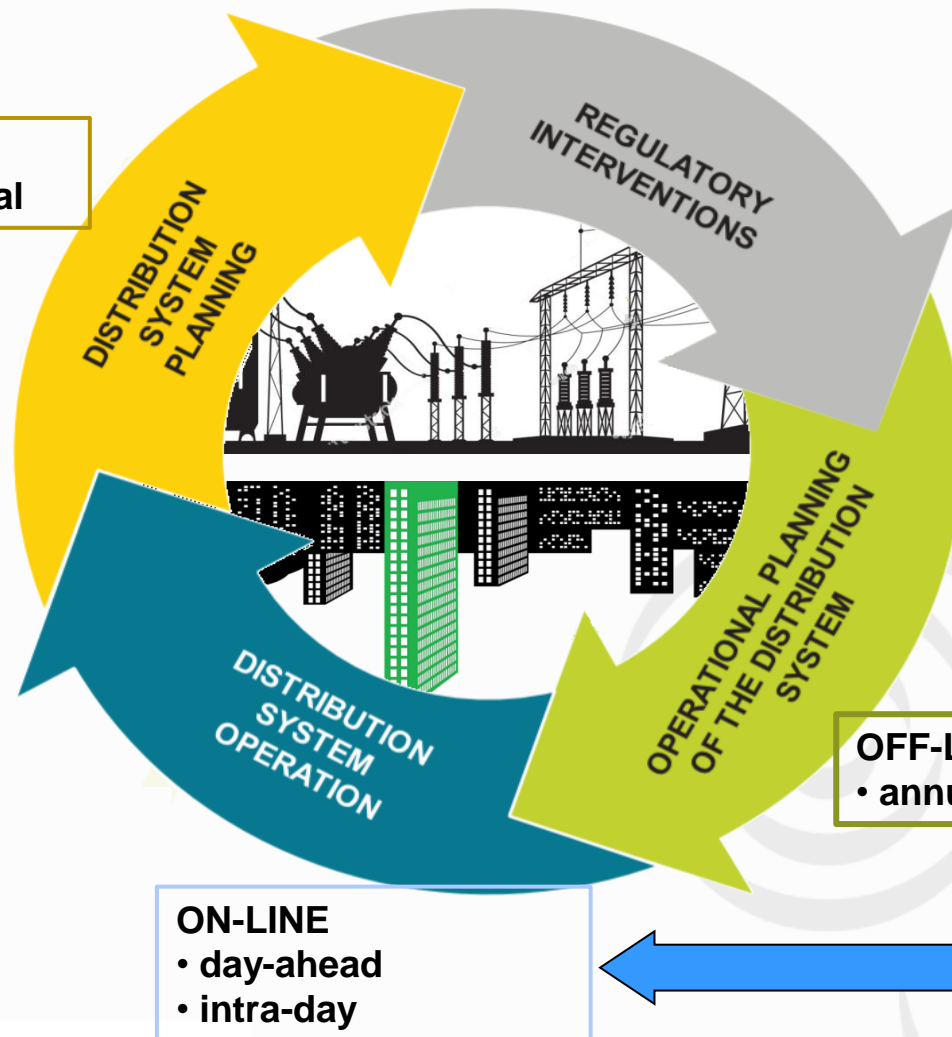 REGULATORY
INTERVENTIONS
DISTRIBUTION
SYSTEM
PLANNING
OPERATIONAL PLANNING
OF THE DISTRIBUTION
SYSTEM
DISTRIBUTION
SYSTEM
OPERATION
ON-LINE
• day-ahead
• intra-day